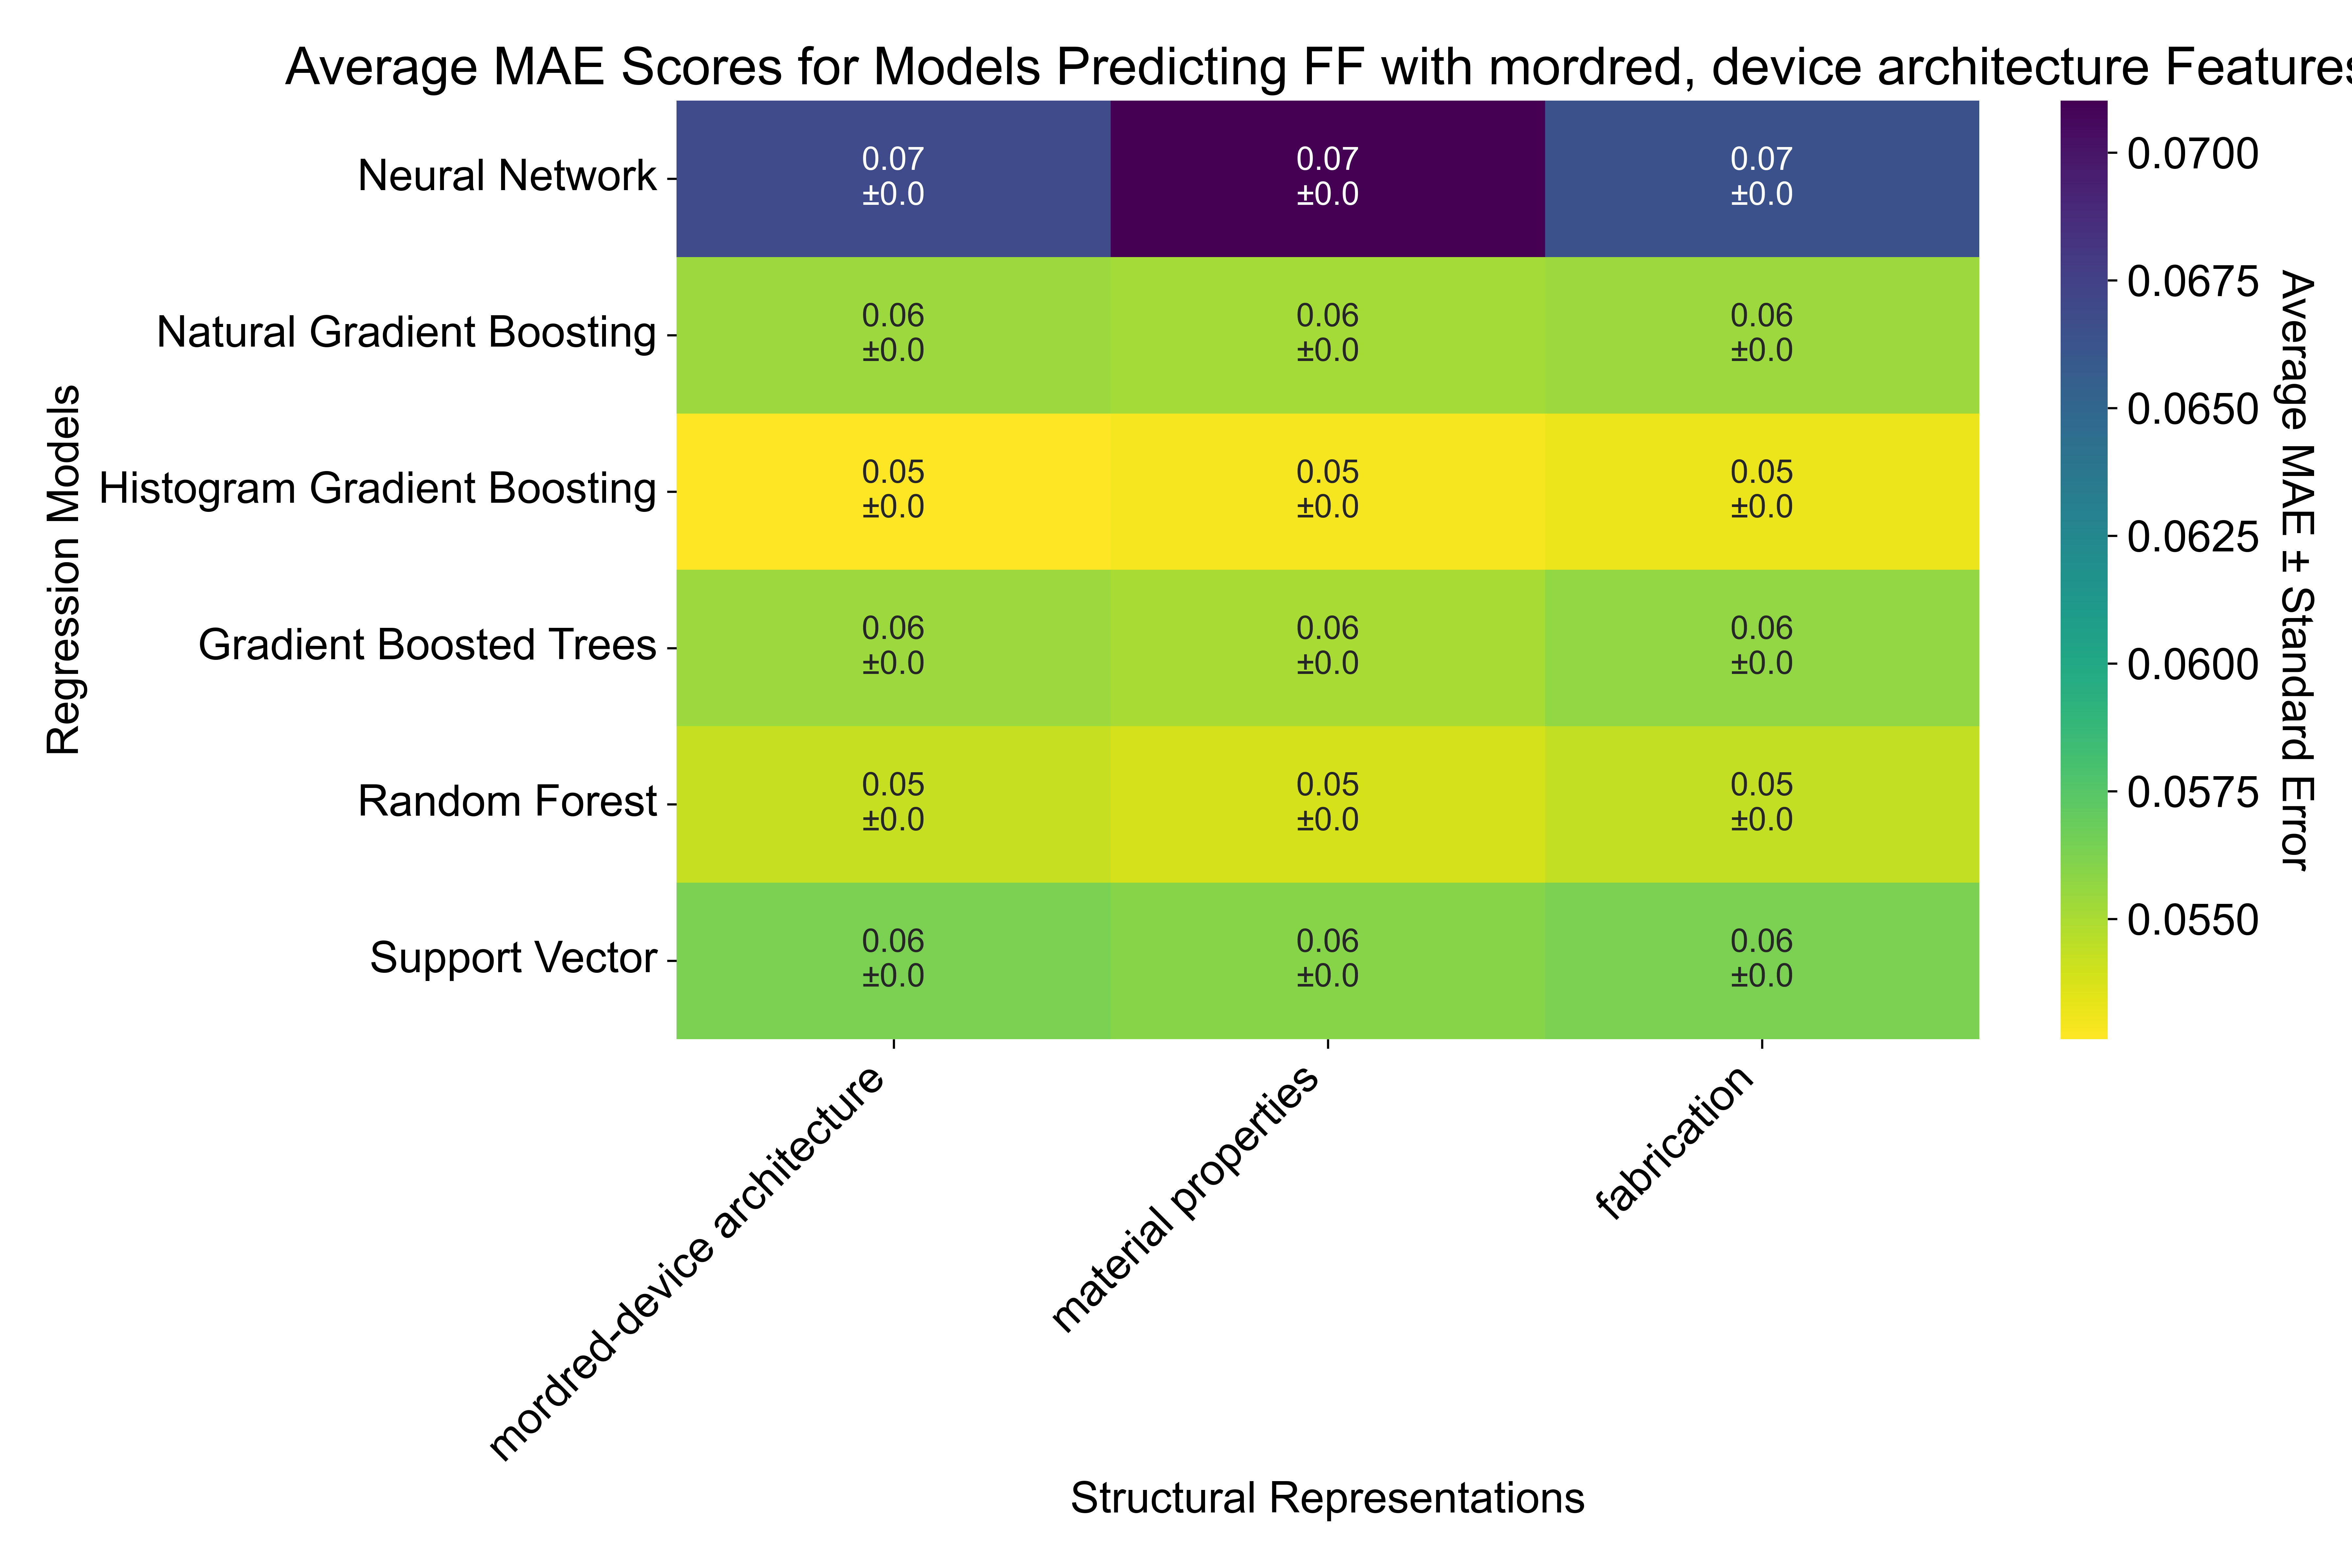 Average MAE Scores for Models Predicting FF with mordred, device architecture Features
Regression Models
Neural Network
Natural Gradient Boosting
Histogram Gradient Boosting
Gradient Boosted Trees
Random Forest
Support Vector
0.07 0.07 0.07
±0.0 ±0.0 ±0.0
0.06 0.06 0.06
±0.0 ±0.0 ±0.0
0.05 0.05 0.05
±0.0 ±0.0 ±0.0
0.06 0.06 0.06
±0.0 ±0.0 ±0.0
0.05 0.05 0.05
±0.0 ±0.0 ±0.0
0.06 0.06 0.06
±0.0 ±0.0 ±0.0
mordred-device architecture
material properties
fabrication
Structural Representations
0.0700
0.0675
0.0650
0.0625
0.0600
0.0575
0.0550
Average MAE ± Standard Error